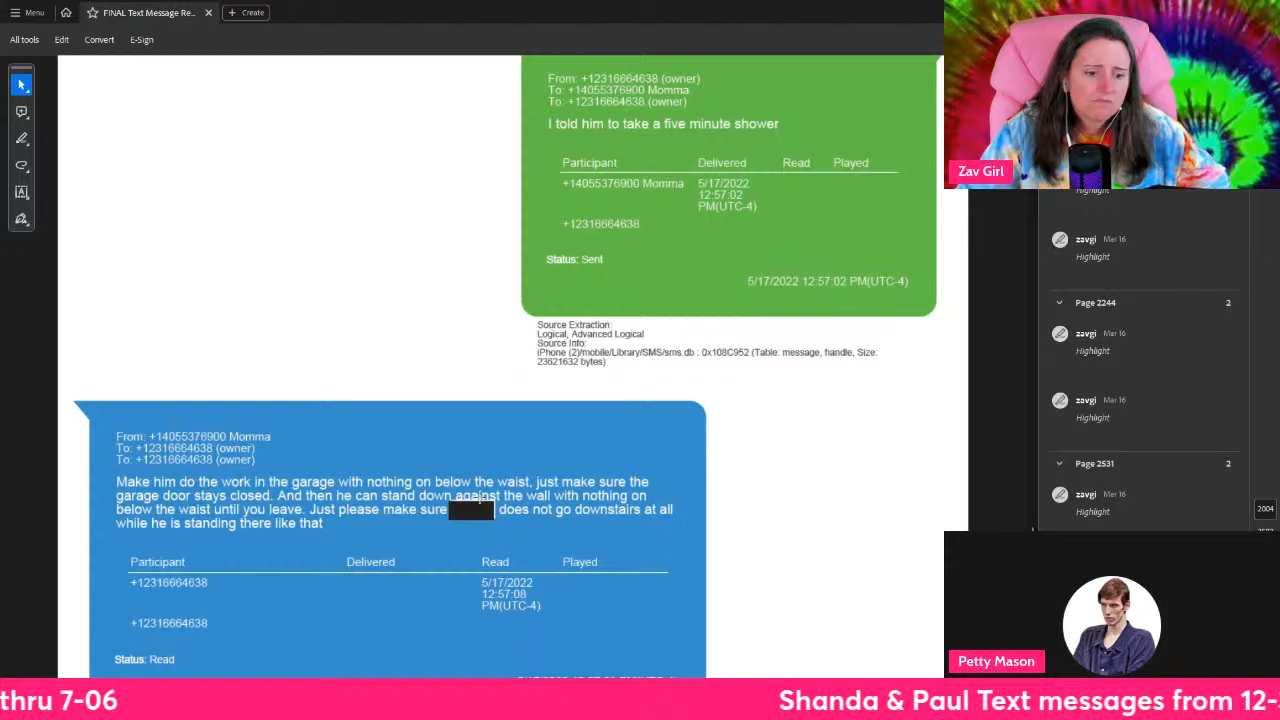 Menu
FINAL Text Message Re...
Create
All tools
Edit
Convert
E-Sign
From: +12316664638 (owner)
To: +14055376900 Momma
To: +12316664638 (owner)
I told him to take a five minute shower
Participant Delivered Read Played
+14055376900 Momma 5/17/2022
12:57:02
PM(UTC-4)
+12316664638
Status: Sent
5/17/2022 12:57:02 PM(UTC-4)
Source Extraction:
Logical, Advanced Logical
Source Info:
iPhone (2)/mobile/Library/SMS/sms.db : 0x108C952 (Table: message, handle, Size:
23621632 bytes)
From: +14055376900 Momma
To: +12316664638 (owner)
To: +12316664638 (owner)
Make him do the work in the garage with nothing on below the waist, just make sure the
garage door stays closed. And then he can stand down against the wall with nothing on
below the waist until you leave. Just please make sure does not go downstairs at all
while he is standing there like that
Participant Delivered Read Played
+12316664638 5/17/2022
12:57:08
PM(UTC-4)
+12316664638
Status: Read
Zav Girl
Highlight
zavgi Mar 16
Highlight
Page 2244 2
zavgi Mar 16
Highlight
zavgi Mar 16
Highlight
Page 2531 2
zavgi Mar 16
Highlight
2004
Petty Mason
thru 7-06
Shanda & Paul Text messages from 12-